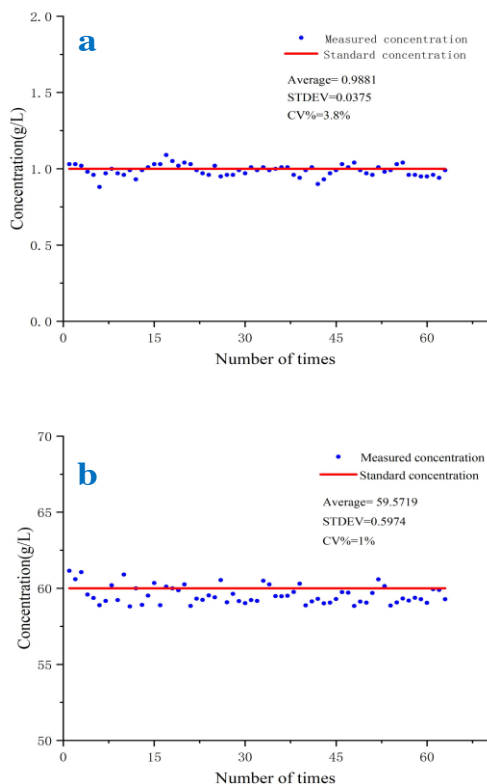 a
Measured concentration
Standard concentration
Average= 0.9881
STDEV=0.0375
CV%=3.8%
2.0
1.5
1.0
0.5
0.0
Concentration(g/L)
0 15 30 45 60
Number of times
b
Measured concentration
Standard concentration
Average= 59.5719
STDEV=0.5974
CV%=1%
70
65
60
55
50
Concentration(g/L)
0 15 30 45 60
Number of times